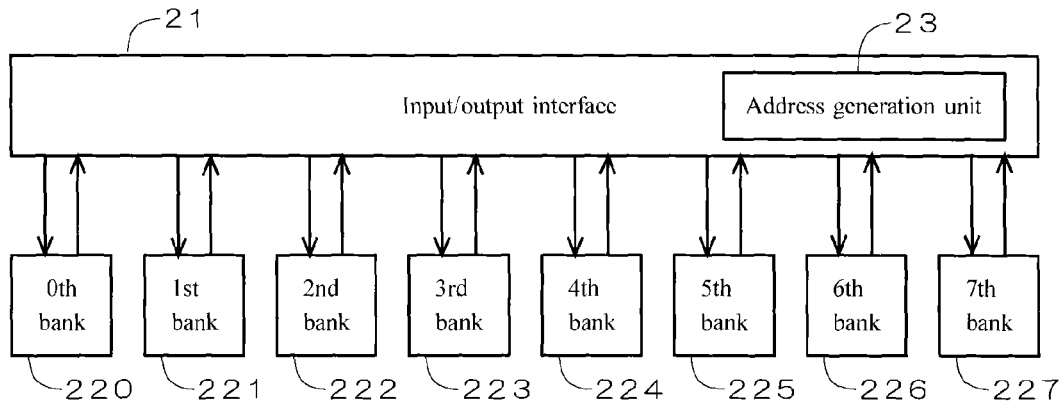 21
23
Input/output interface
Address generation unit
0th bank
1st bank
2nd bank
3rd bank
4th bank
5th bank
6th bank
7th bank
220
221
222
223
224
225
226
227